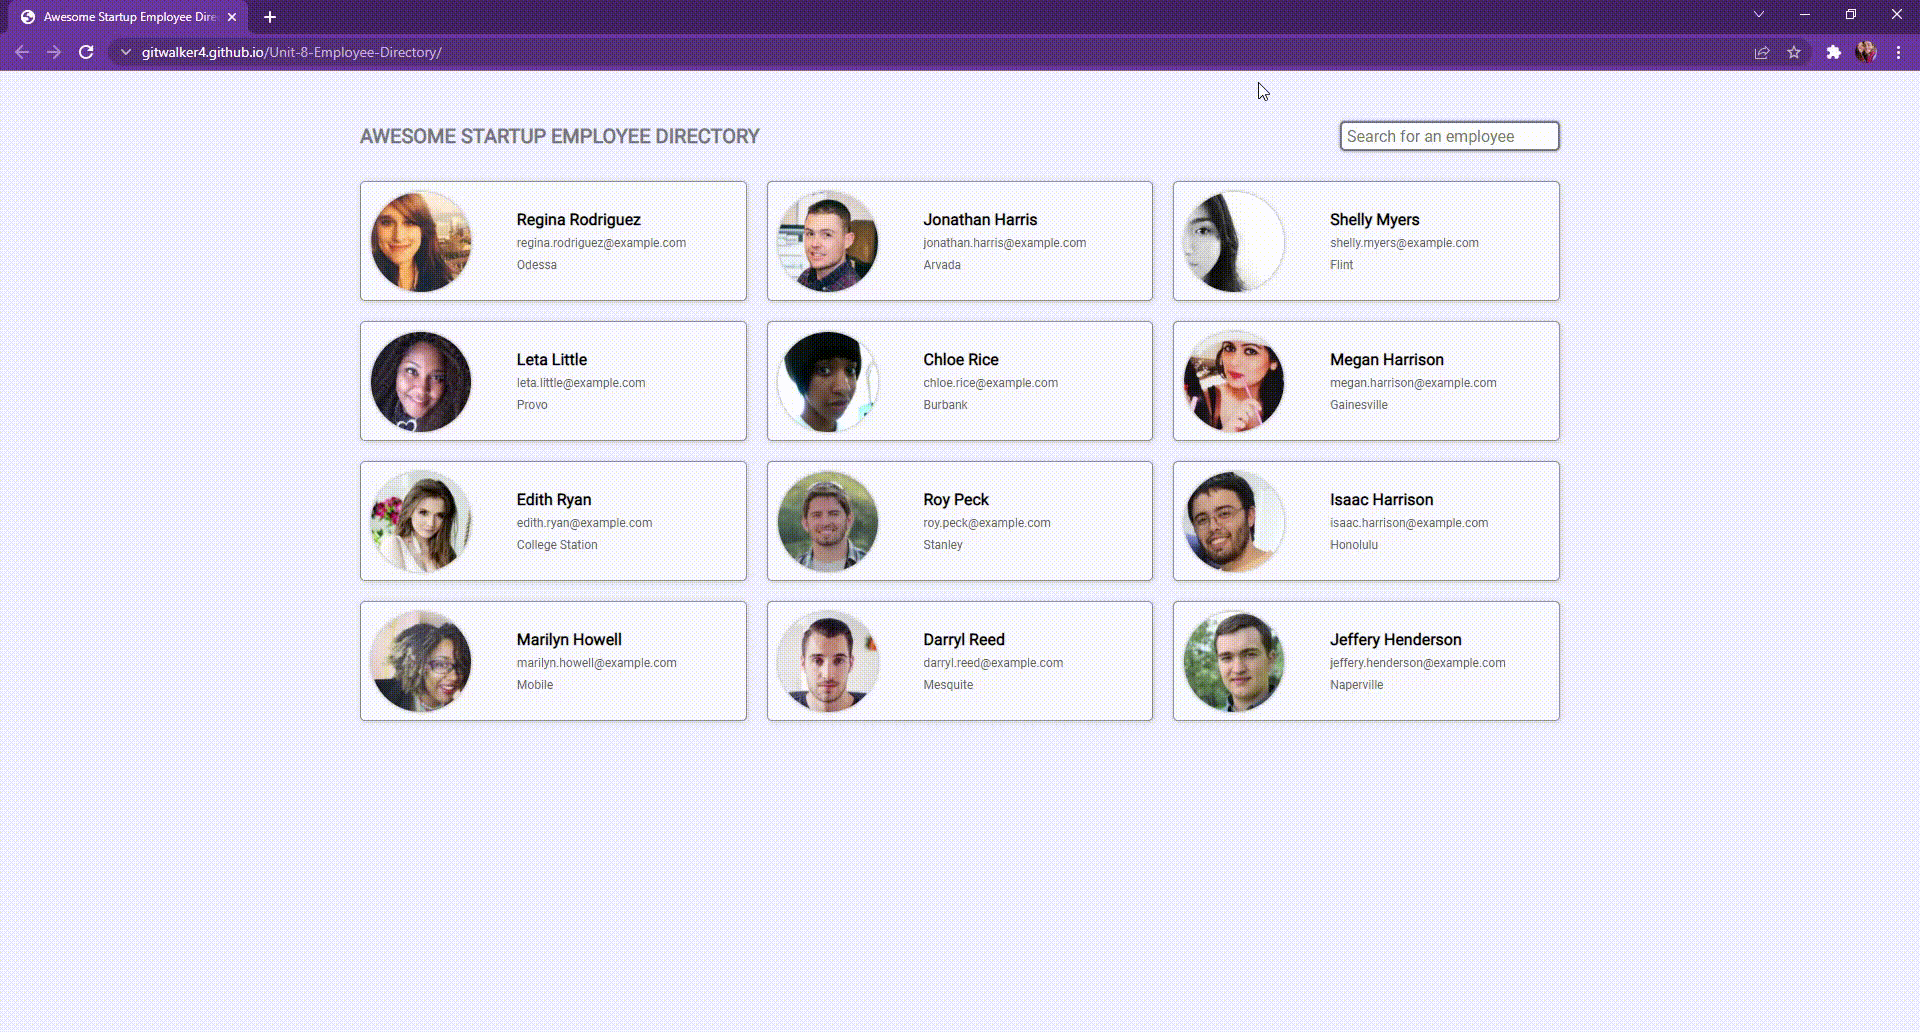 Awesome Startup Employee Dire
gitwalker4.github.io/Unit-8-Employee-Directory/
AWESOME STARTUP EMPLOYEE DIRECTORY
Search for an employee
Regina Rodriguez
regina.rodriguez@example.com
Odessa
Jonathan Harris
jonathan.harris@example.com
Arvada
Shelly Myers
shelly.myers@example.com
Flint
Leta Little
leta.little@example.com
Provo
Chloe Rice
chloe.rice@example.com
Burbank
Megan Harrison
megan.harrison@example.com
Gainesville
Edith Ryan
edith.ryan@example.com
College Station
Roy Peck
roy.peck@example.com
Stanley
Isaac Harrison
isaac.harrison@example.com
Honolulu
Marilyn Howell
marilyn.howell@example.com
Mobile
Darryl Reed
darryl.reed@example.com
Mesquite
Jeffery Henderson
jeffery.henderson@example.com
Naperville